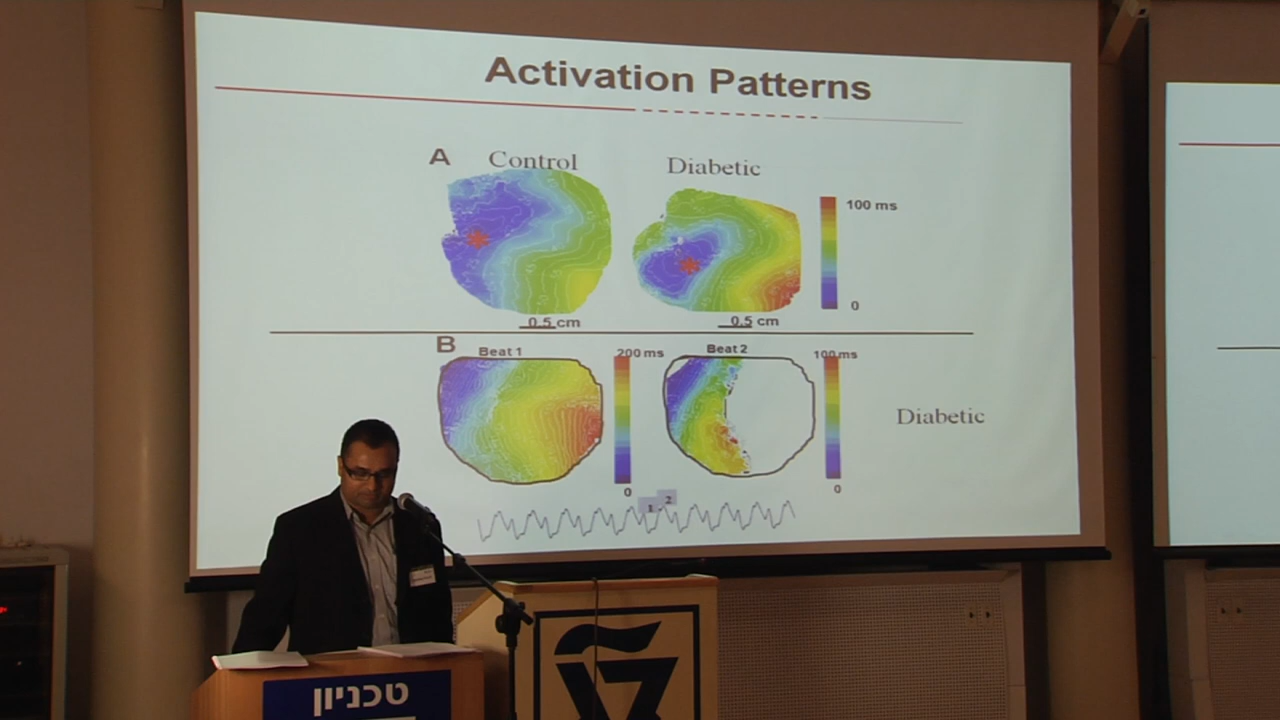 Activation Patterns
A Control Diabetic
100 ms
0
0.5 cm 0.5 cm
B Beat 1 200 ms Beat 2 100 ms
Diabetic
0 0
1 2
טכניון